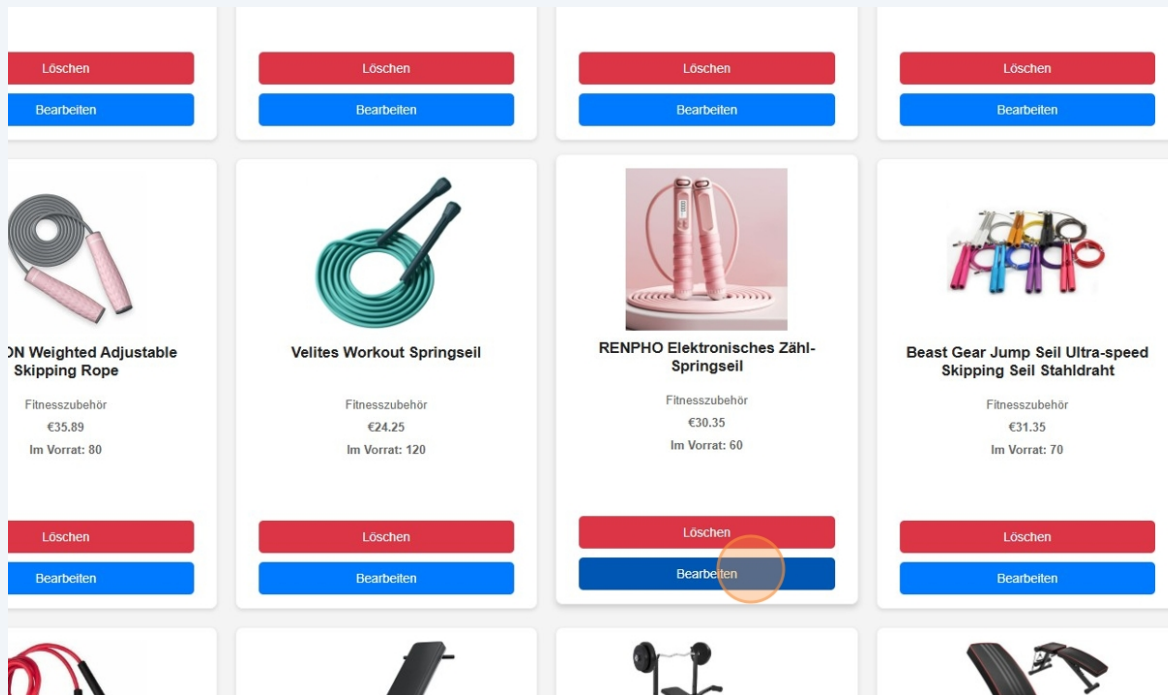 Löschen
Löschen
Löschen
Löschen
Bearbeiten
Bearbeiten
Bearbeiten
Bearbeiten
ON Weighted Adjustable
Skipping Rope
Fitnesszubehör
€35.89
Im Vorrat: 80
Löschen
Bearbeiten
Velites Workout Springseil
Fitnesszubehör
€24.25
Im Vorrat: 120
Löschen
Bearbeiten
RENPHO Elektronisches Zähl-
Springseil
Fitnesszubehör
€30.35
Im Vorrat: 60
Löschen
Bearbeiten
Beast Gear Jump Seil Ultra-speed
Skipping Seil Stahldraht
Fitnesszubehör
€31.35
Im Vorrat: 70
Löschen
Bearbeiten